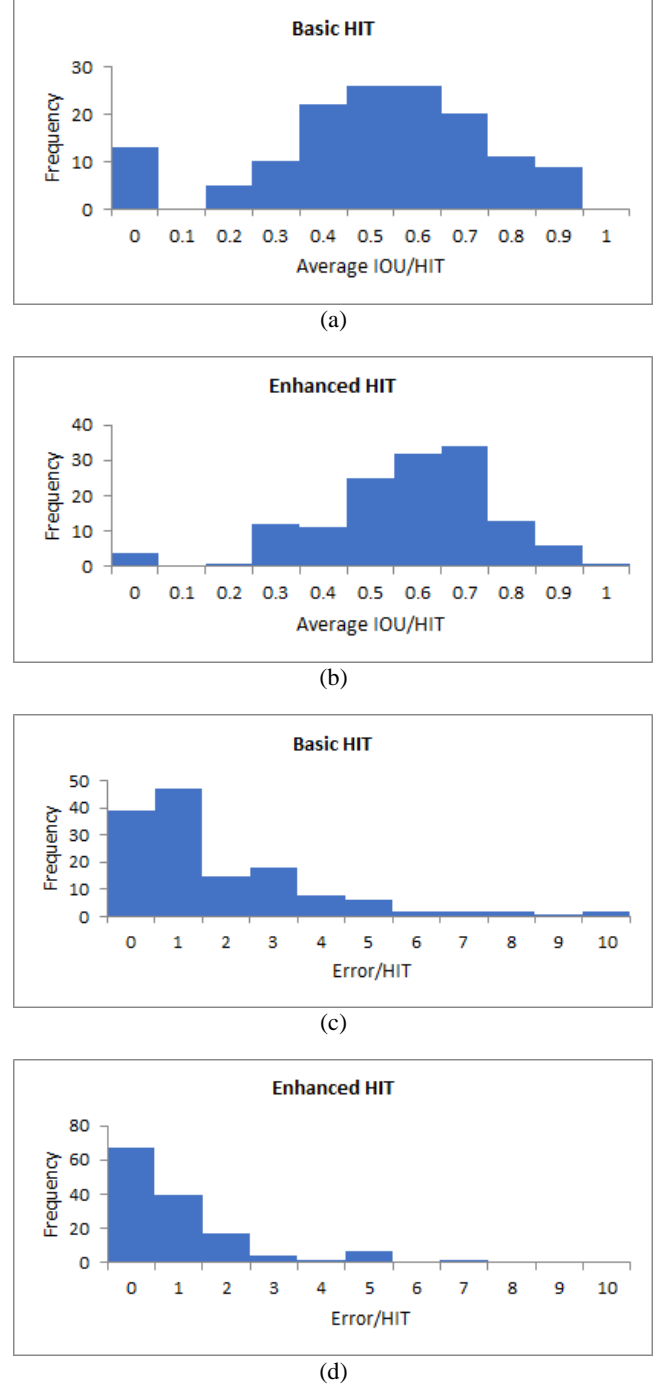 Basic HIT
30
20
10
0
Frequency
0 0.1 0.2 0.3 0.4 0.5 0.6 0.7 0.8 0.9 1
Average IOU/HIT
(a)
Enhanced HIT
40
30
20
10
0
Frequency
0 0.1 0.2 0.3 0.4 0.5 0.6 0.7 0.8 0.9 1
Average IOU/HIT
(b)
Basic HIT
50
40
30
20
10
0
Frequency
0 1 2 3 4 5 6 7 8 9 10
Error/HIT
(c)
Enhanced HIT
80
60
40
20
0
Frequency
0 1 2 3 4 5 6 7 8 9 10
Error/HIT
(d)